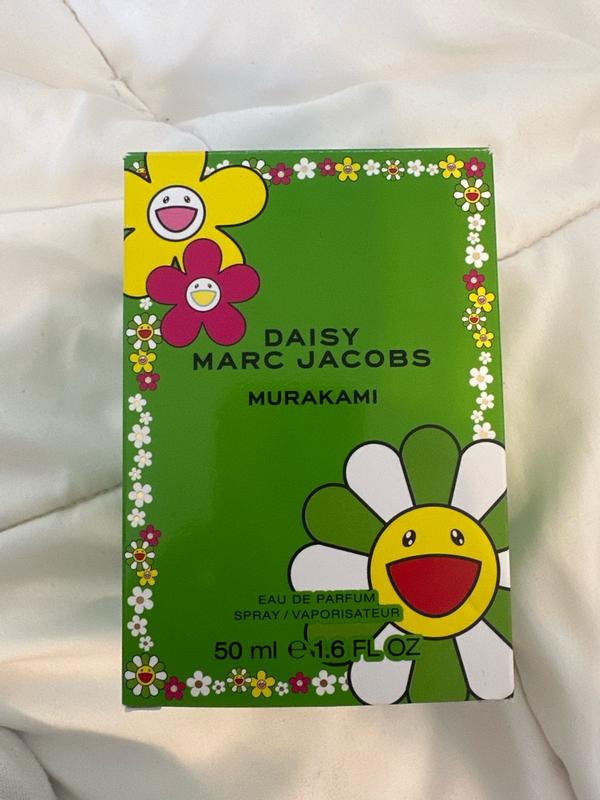 DAISY
MARC JACOBS
MURAKAMI
EAU DE PARFUM
SPRAY / VAPORISATEUR
50 ml ℮ 1.6 FL OZ